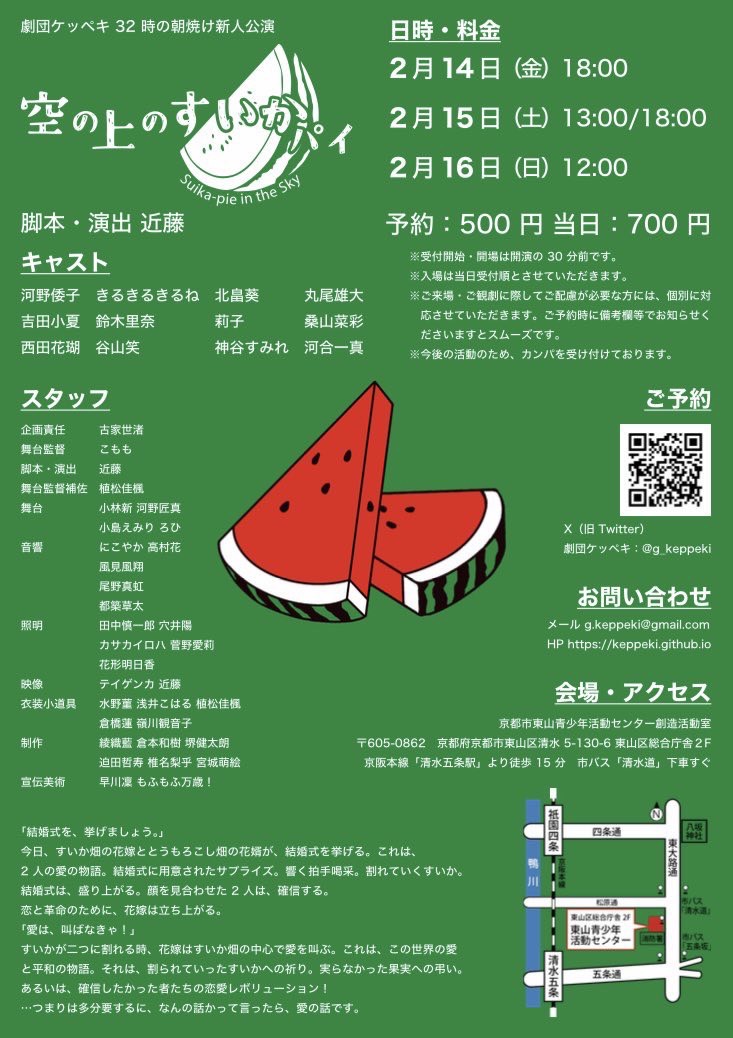 劇団ケッペキ 32 時の朝焼け新人公演
空の上のすいかパイ
Suika-pie in the Sky
脚本・演出 近藤
日時・料金
2月14日（金）18:00
2月15日（土）13:00/18:00
2月16日（日）12:00
予約：500 円 当日：700 円
※受付開始・開場は開演の 30 分前です。
※入場は当日受付順とさせていただきます。
※ご来場・ご観劇に際してご配慮が必要な方には、個別に対
応させていただきます。ご予約時に備考欄等でお知らせく
ださいますとスムーズです。
※今後の活動のため、カンパを受け付けております。
キャスト
河野倭子 きるきるきるね 北畠葵 丸尾雄大
吉田小夏 鈴木里奈 莉子 桑山菜彩
西田花瑚 谷山笑 神谷すみれ 河合一真
スタッフ
企画責任 古家世渚
舞台監督 こもも
脚本・演出 近藤
舞台監督補佐 植松佳楓
舞台 小林新 河野匠真
小島えみり ろひ
音響 にこやか 高村花
風見風翔
尾野真虹
都築草太
照明 田中慎一郎 穴井陽
カサカイロハ 菅野愛莉
花形明日香
映像 テイゲンカ 近藤
衣装小道具 水野菫 浅井こはる 植松佳楓
倉橋蓮 嶺川観音子
制作 綾織藍 倉本和樹 堺健太朗
迫田哲寿 椎名梨乎 宮城萌絵
宣伝美術 早川凜 もふもふ万歳！
ご予約
X（旧 Twitter）
劇団ケッペキ：@g_keppeki
お問い合わせ
メール g.keppeki@gmail.com
HP https://keppeki.github.io
会場・アクセス
京都市東山青少年活動センター創造活動室
〒605-0862 京都府京都市東山区清水 5-130-6 東山区総合庁舎２F
京阪本線「清水五条駅」より徒歩 15 分 市バス「清水道」下車すぐ
「結婚式を、挙げましょう。」
今日、すいか畑の花嫁ととうもろこし畑の花婿が、結婚式を挙げる。これは、
2 人の愛の物語。結婚式に用意されたサプライズ。響く拍手喝采。割れていくすいか。
結婚式は、盛り上がる。顔を見合わせた 2 人は、確信する。
恋と革命のために、花嫁は立ち上がる。
「愛は、叫ばなきゃ！」
すいかが二つに割れる時、花嫁はすいか畑の中心で愛を叫ぶ。これは、この世界の愛
と平和の物語。それは、割られていったすいかへの祈り。実らなかった果実への弔い。
あるいは、確信したかった者たちの恋愛レボリューション！
…つまりは多分要するに、なんの話かって言ったら、愛の話です。
N
祇園四条
四条通
八坂
神社
鴨川
京阪本線
東大路通
松原通
市バス
「清水道」
東山区総合庁舎 2F
東山青少年
活動センター
消防署
市バス
「五条坂」
清水五条
五条通